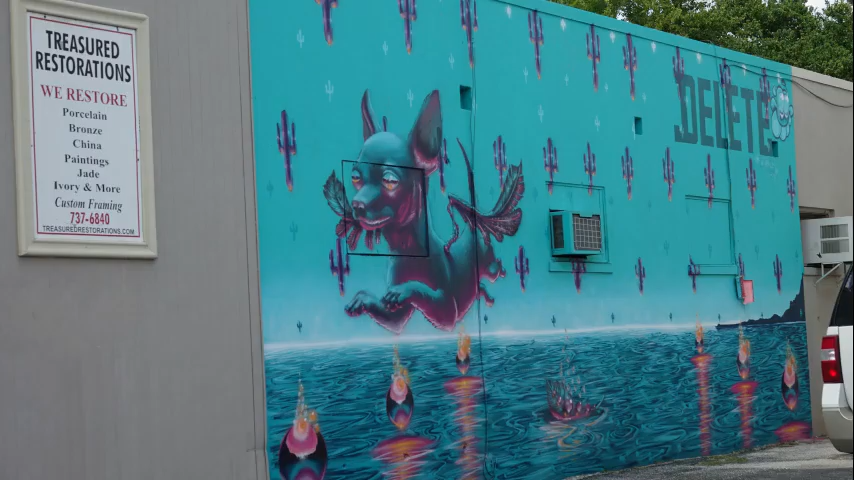 TREASURED
RESTORATIONS
WE RESTORE
Porcelain
Bronze
China
Paintings
Jade
Ivory & More
Custom Framing
737-6840
TREASUREDRESTORATIONS.COM
DELETE